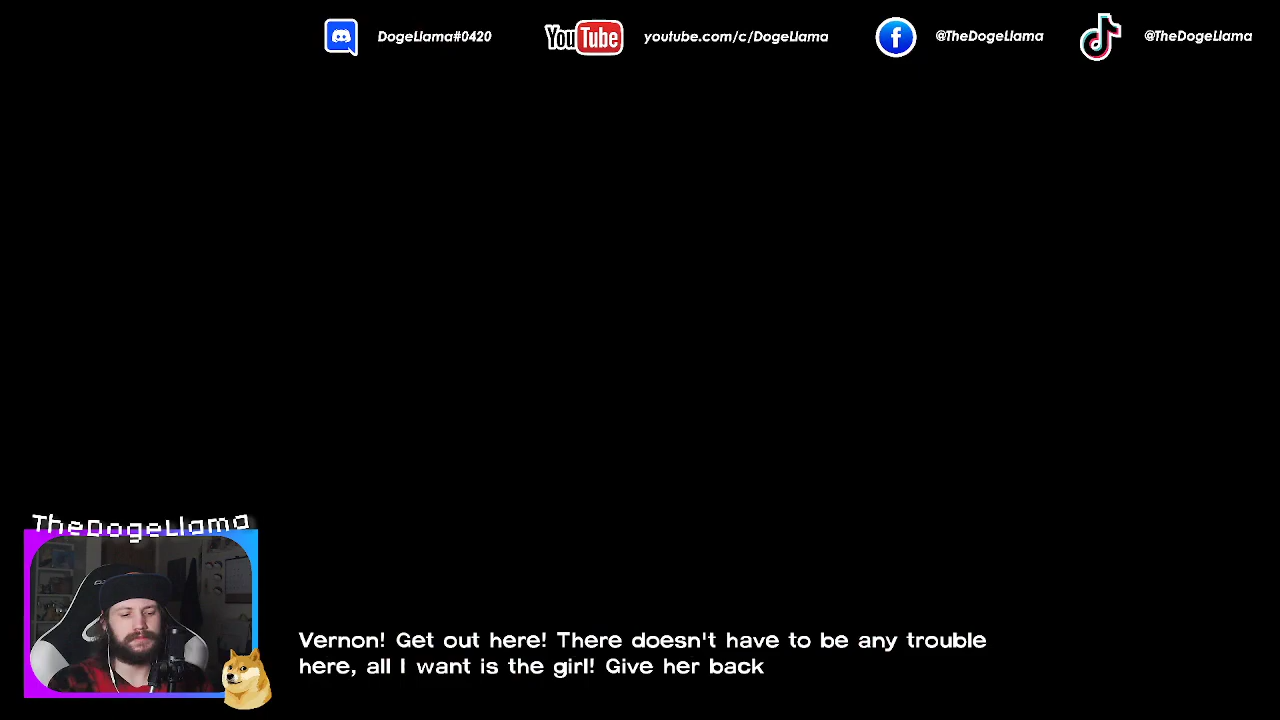 DogeLlama#0420
YouTube
youtube.com/c/DogeLlama
@TheDogeLlama
@TheDogeLlama
TheDogeLlama
Vernon! Get out here! There doesn't have to be any trouble
here, all I want is the girl! Give her back